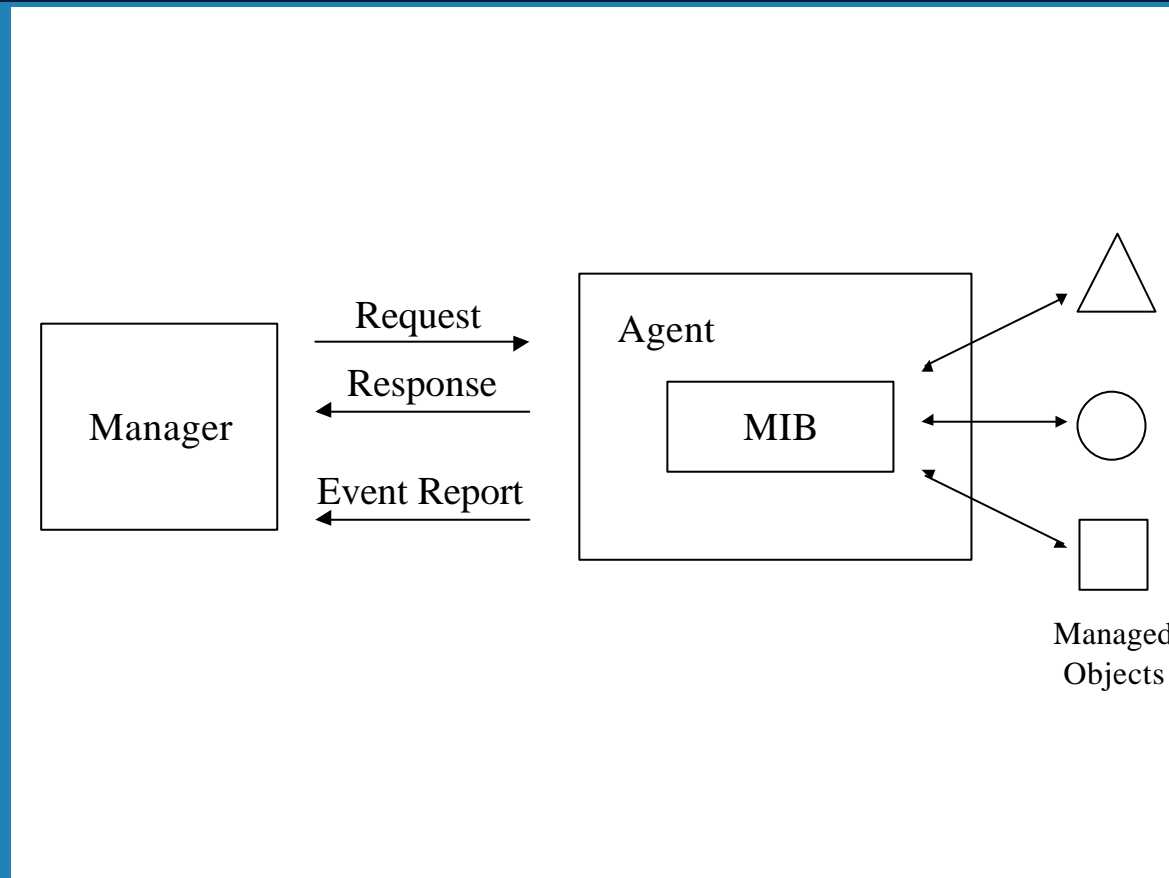 Request
Agent
Response
Manager
MIB
Event Report
Managed
Objects